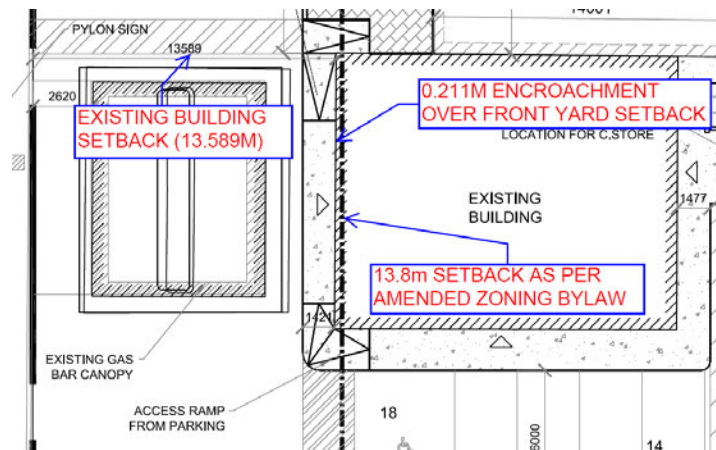 14001
PYLON SIGN
13589
2620
EXISTING BUILDING
SETBACK (13.589M)
0.211M ENCROACHMENT
OVER FRONT YARD SETBACK
LOCATION FOR C,STORE
EXISTING
BUILDING
1477
13.8m SETBACK AS PER
AMENDED ZONING BYLAW
1421
EXISTING GAS
BAR CANOPY
ACCESS RAMP
FROM PARKING
18
6000
14